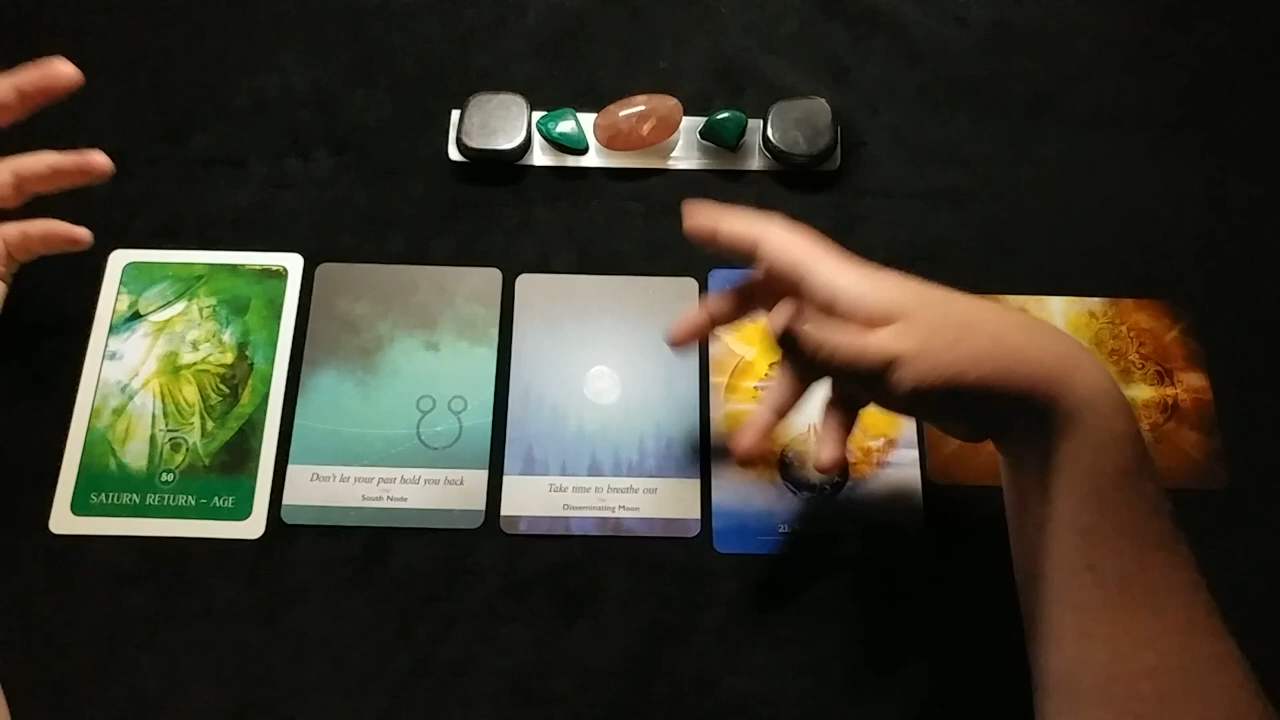 50
SATURN RETURN ~ AGE
Don't let your past hold you back
South Node
Take time to breathe out
Disseminating Moon